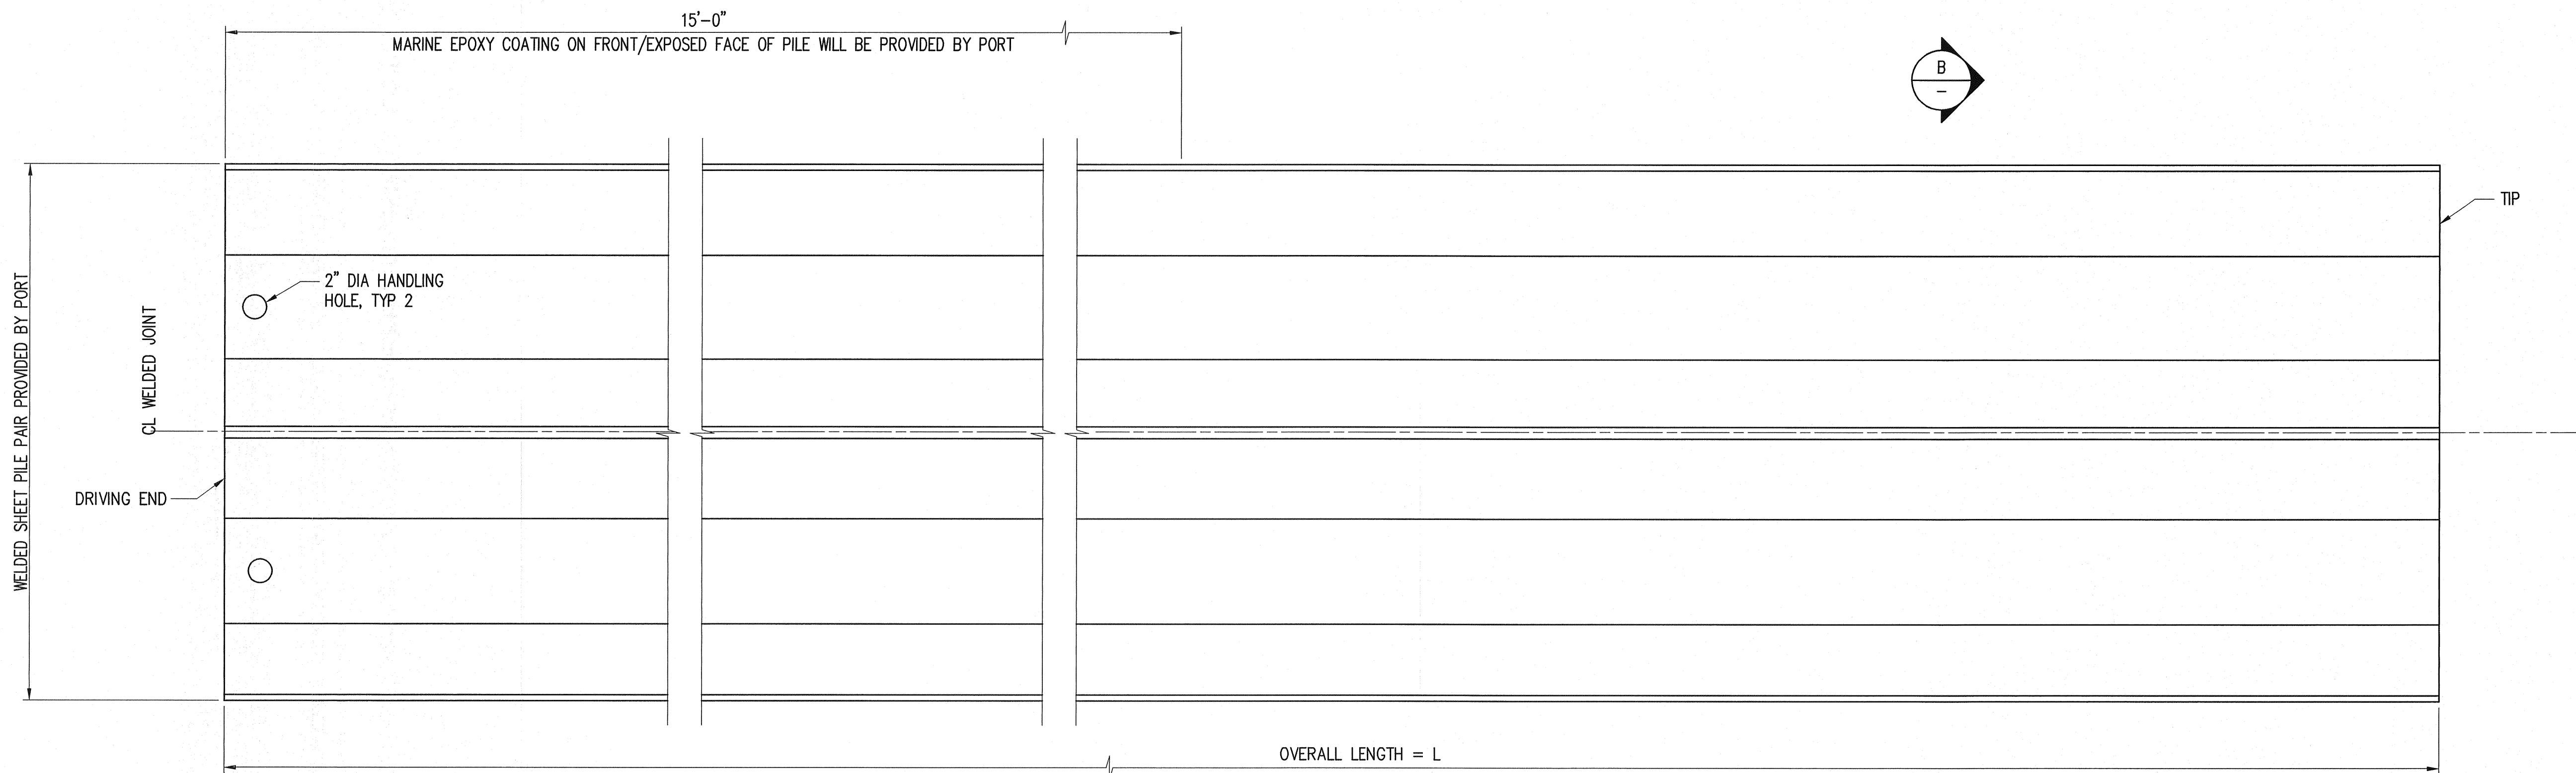 15'-0"
MARINE EPOXY COATING ON FRONT/EXPOSED FACE OF PILE WILL BE PROVIDED BY PORT
B
-
TIP
2" DIA HANDLING
HOLE, TYP 2
WELDED SHEET PILE PAIR PROVIDED BY PORT
CL WELDED JOINT
DRIVING END
OVERALL LENGTH = L